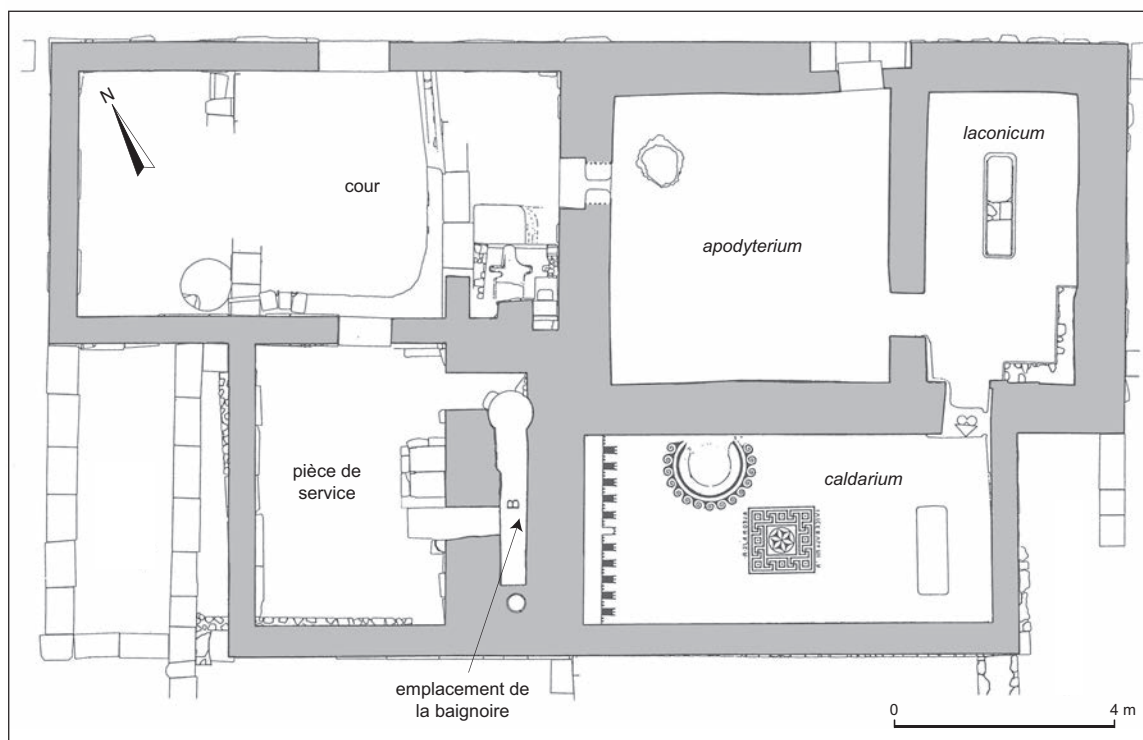 N
laconicum
cour
apodyterium
pièce de
service
caldarium
B
emplacement de
la baignoire
0 4 m